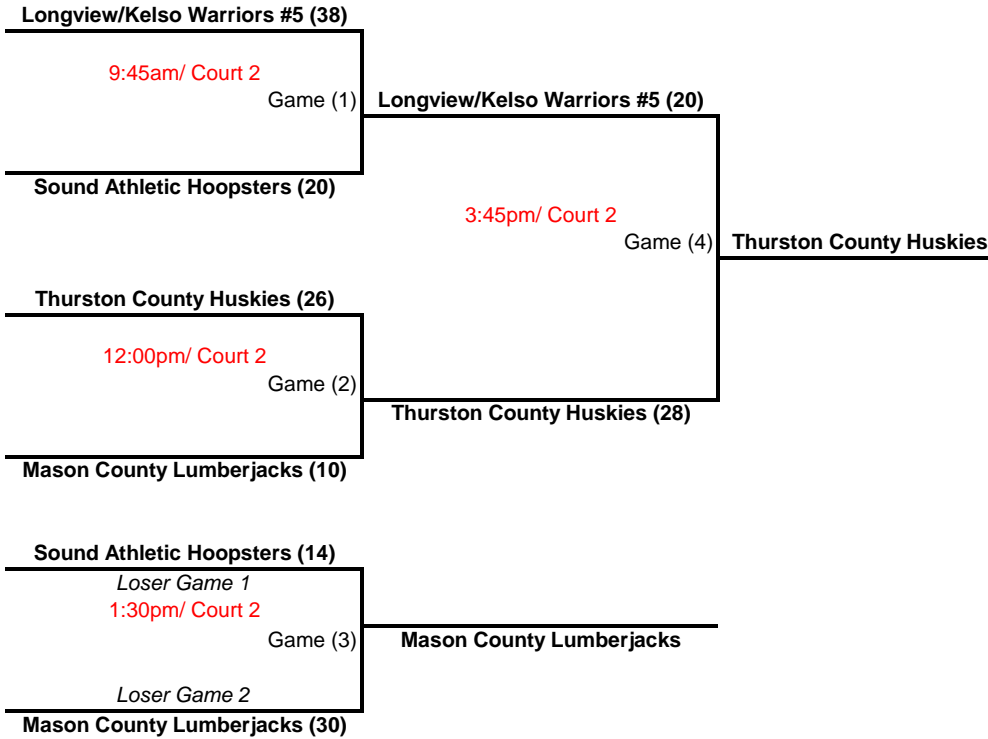 Longview/Kelso Warriors #5 (38)
9:45am/ Court 2
Game (1)
Longview/Kelso Warriors #5 (20)
Sound Athletic Hoopsters (20)
3:45pm/ Court 2
Game (4)
Thurston County Huskies
Thurston County Huskies (26)
12:00pm/ Court 2
Game (2)
Thurston County Huskies (28)
Mason County Lumberjacks (10)
Sound Athletic Hoopsters (14)
Loser Game 1
1:30pm/ Court 2
Game (3)
Mason County Lumberjacks
Loser Game 2
Mason County Lumberjacks (30)